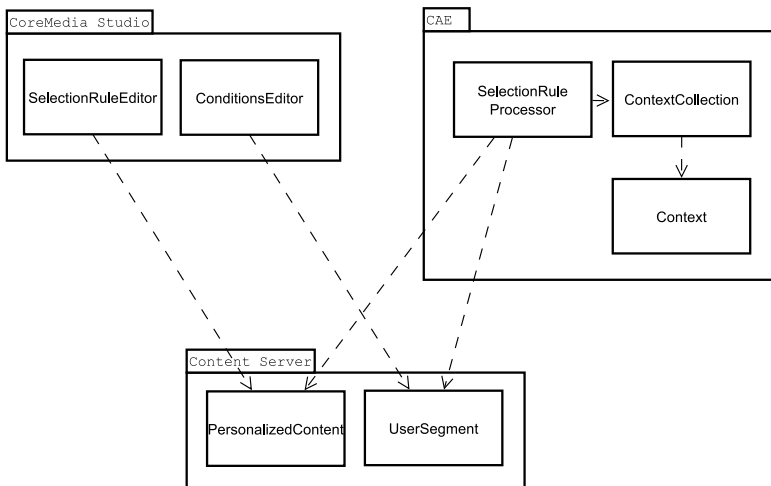 CoreMedia Studio
SelectionRuleEditor
ConditionsEditor
CAE
SelectionRule
Processor
ContextCollection
Context
Content Server
PersonalizedContent
UserSegment